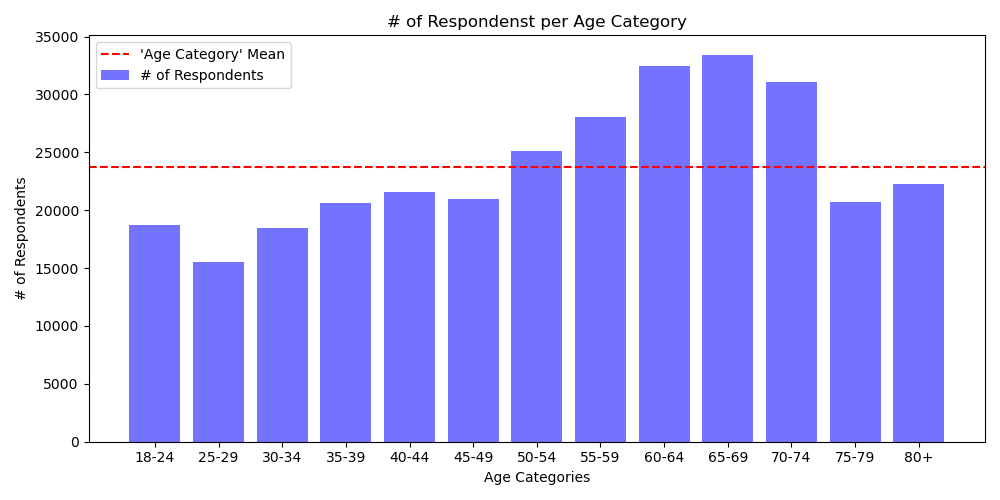 # of Respondenst per Age Category
'Age Category' Mean
# of Respondents
# of Respondents
35000
30000
25000
20000
15000
10000
5000
0
18-24 25-29 30-34 35-39 40-44 45-49 50-54 55-59 60-64 65-69 70-74 75-79 80+
Age Categories